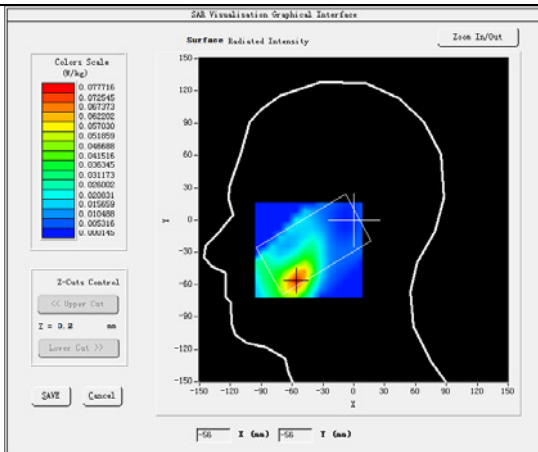 SAR Visualisation Graphical Interface
Surface Radiated Intensity
Zoom In/Out
Colors Scale
(W/kg)
0.077716
0.072545
0.067373
0.062202
0.057030
0.051859
0.046688
0.041516
0.036345
0.031173
0.026002
0.020831
0.015659
0.010488
0.005316
0.000145
Z-Cuts Control
<< Upper Cut
Z = 0.2 mm
Lower Cut >>
SAVE Cancel
150
120
90
60
30
0
-30
-60
-90
-120
-150
Y
-150 -120 -90 -60 -30 0 30 60 90 120 150
X
-56 X (mm) -56 Y (mm)